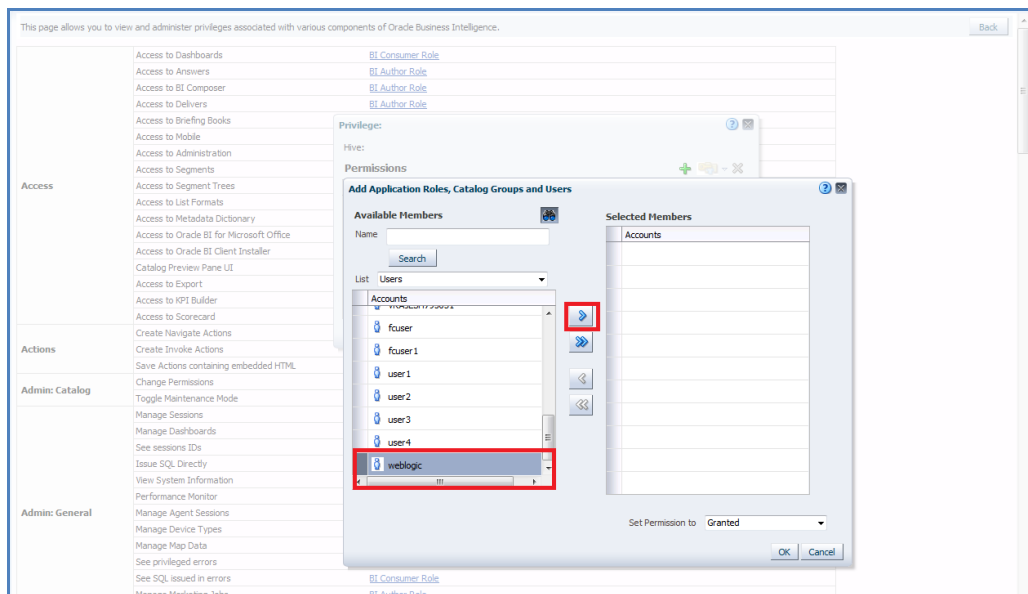 This page allows you to view and administer privileges associated with various components of Oracle Business Intelligence.
Back
Access to Dashboards BI Consumer Role
Access to Answers BI Author Role
Access to BI Composer BI Author Role
Access to Delivers BI Author Role
Access to Briefing Books
Access to Mobile
Access to Administration
Access to Segments
Access
Access to Segment Trees
Access to List Formats
Access to Metadata Dictionary
Access to Oracle BI for Microsoft Office
Access to Oracle BI Client Installer
Catalog Preview Pane UI
Access to Export
Access to KPI Builder
Access to Scorecard
Create Navigate Actions
Actions
Create Invoke Actions
Save Actions containing embedded HTML
Admin: Catalog
Change Permissions
Toggle Maintenance Mode
Manage Sessions
Manage Dashboards
See sessions IDs
Issue SQL Directly
View System Information
Performance Monitor
Admin: General
Manage Agent Sessions
Manage Device Types
Manage Map Data
See privileged errors
See SQL issued in errors BI Consumer Role
Manage Marketing Jobs BI Author Role
Privilege:
Hive:
Permissions
Add Application Roles, Catalog Groups and Users
Available Members
Name
Search
List Users
Accounts
fcuser
fcuser1
user1
user2
user3
user4
weblogic
Selected Members
Accounts
Set Permission to Granted
OK Cancel